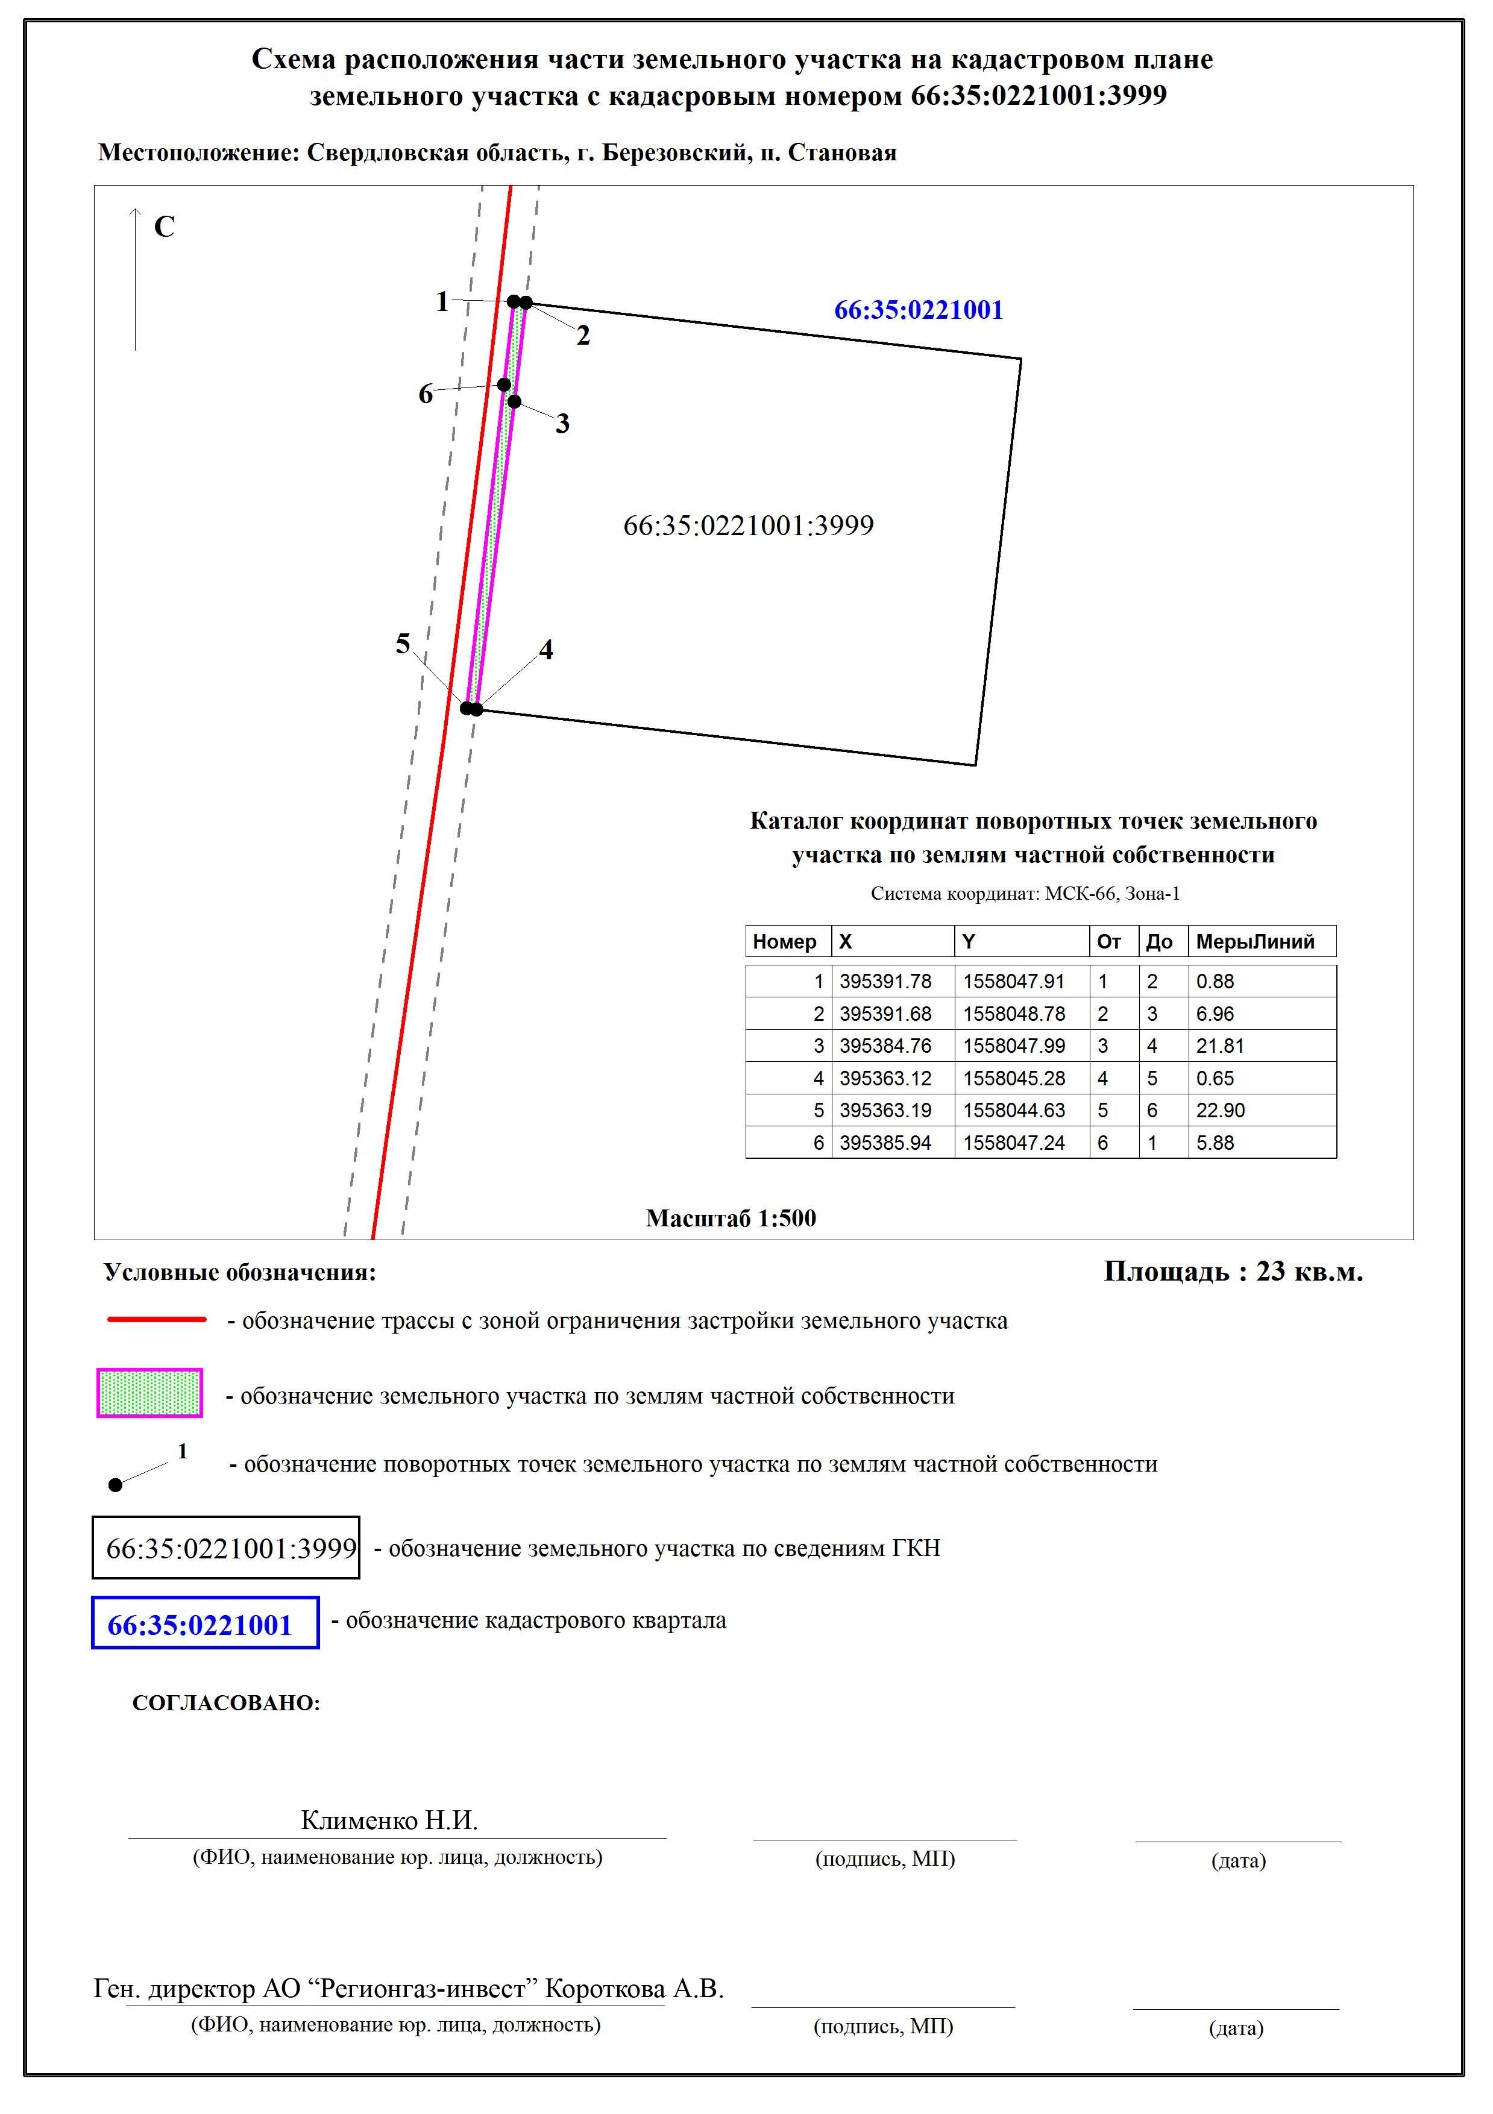 Схема расположения части земельного участка на кадастровом плане
земельного участка с кадасровым номером 66:35:0221001:3999
Местоположение: Свердловская область, г. Березовский, п. Становая
С
1
2
66:35:0221001
6
3
66:35:0221001:3999
5
4
Каталог координат поворотных точек земельного
участка по землям частной собственности
Система координат: МСК-66, Зона-1
Номер X Y От До МерыЛиний
1 395391.78 1558047.91 1 2 0.88
2 395391.68 1558048.78 2 3 6.96
3 395384.76 1558047.99 3 4 21.81
4 395363.12 1558045.28 4 5 0.65
5 395363.19 1558044.63 5 6 22.90
6 395385.94 1558047.24 6 1 5.88
Масштаб 1:500
Условные обозначения:
Площадь : 23 кв.м.
- обозначение трассы с зоной ограничения застройки земельного участка
- обозначение земельного участка по землям частной собственности
1
- обозначение поворотных точек земельного участка по землям частной собственности
66:35:0221001:3999 - обозначение земельного участка по сведениям ГКН
66:35:0221001 - обозначение кадастрового квартала
СОГЛАСОВАНО:
Клименко Н.И.
(ФИО, наименование юр. лица, должность) (подпись, МП) (дата)
Ген. директор АО “Регионгаз-инвест” Короткова А.В.
(ФИО, наименование юр. лица, должность) (подпись, МП) (дата)